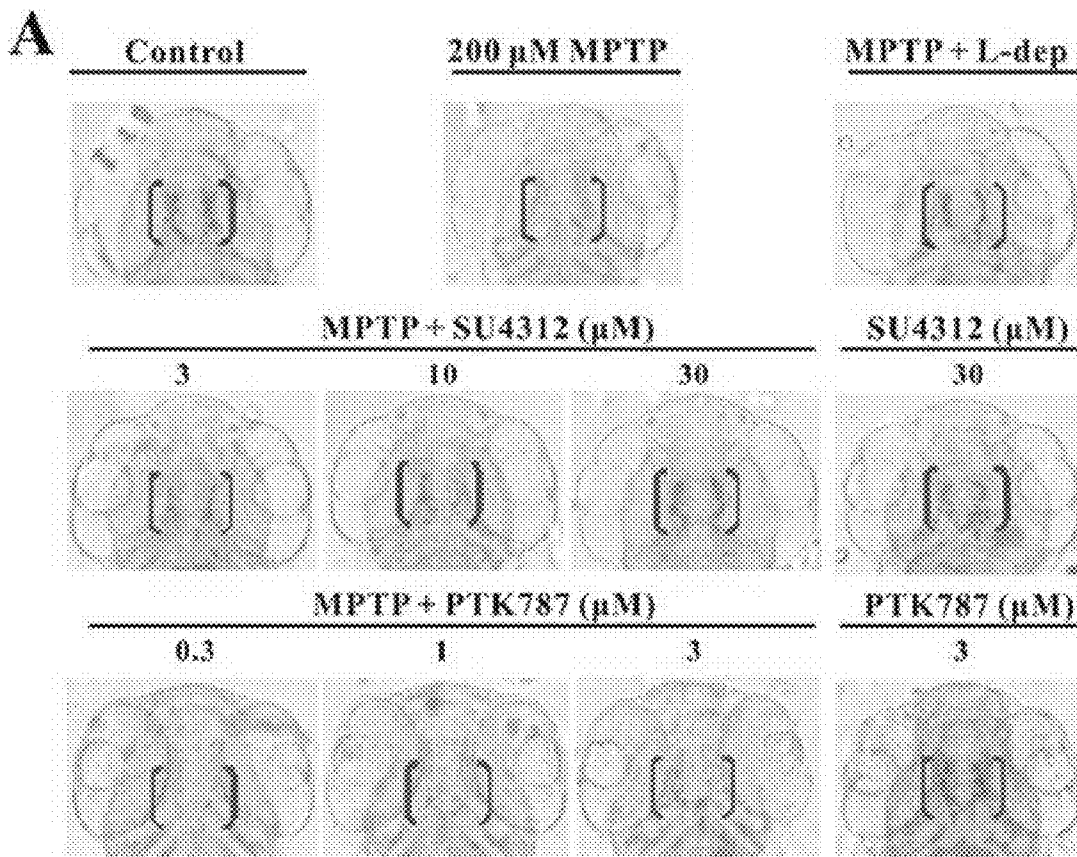 A
Control 200 µM MPTP MPTP + L-dep
MPTP + SU4312 (µM) SU4312 (µM)
3 10 30 30
MPTP + PTK787 (µM) PTK787 (µM)
0.3 1 3 3